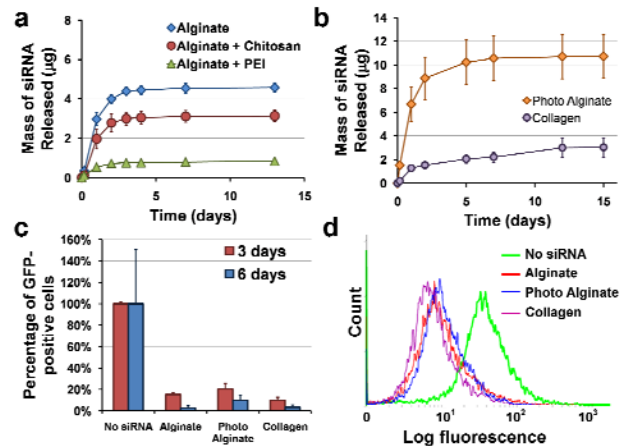 a
Mass of siRNA
Released (µg)
6
4
2
0
Alginate
Alginate + Chitosan
Alginate + PEI
0 5 10 15
Time (days)
b
Mass of siRNA
Released (µg)
14
12
10
8
6
4
2
0
Photo Alginate
Collagen
0 5 10 15
Time (days)
c
Percentage of GFP-
positive cells
160%
140%
120%
100%
80%
60%
40%
20%
0%
3 days
6 days
No siRNA Alginate Photo Collagen
Alginate
d
Count
No siRNA
Alginate
Photo Alginate
Collagen
0 10¹ 10² 10³
Log fluorescence